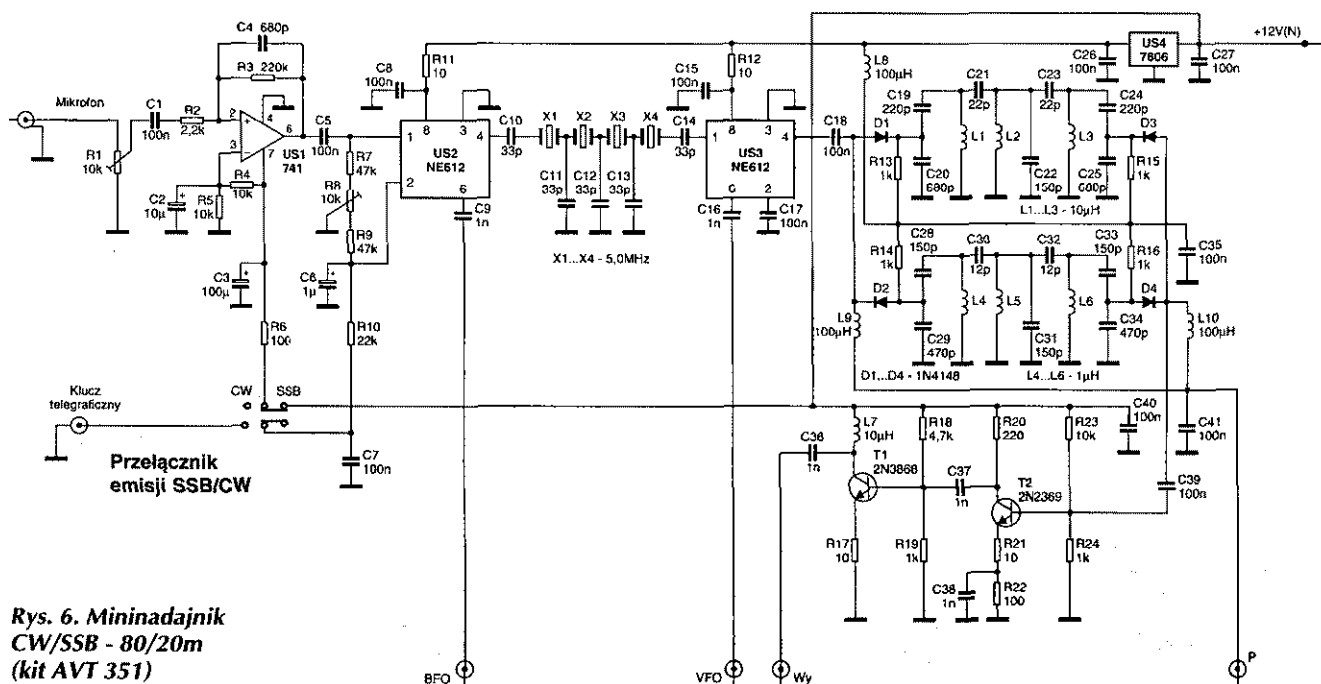 C4 680p
R3 220k
Mikrofon
C1
100n
R2
2,2k
R1
10k
2
3
4
6
7
US1
741
C5
100n
R4
10k
C2
10µ
R5
10k
C3
100µ
R6
100
R7
47k
R8
10k
R9
47k
C6
1µ
R10
22k
C7
100n
CW
SSB
Klucz
telegraficzny
Przełącznik
emisji SSB/CW
R11
10
C8
100n
8
3
1
4
2
6
US2
NE612
C9
1n
C10
33p
X1
X2
X3
X4
C11
33p
C12
33p
C13
33p
C14
33p
X1...X4 - 5,0MHz
R12
10
C15
100n
8
3
1
4
2
US3
NE612
C16
1n
C17
100n
C18
100n
L8
100µH
C26
100n
US4
7806
C27
100n
+12V(N)
C19
220p
C21
22p
C23
22p
C24
220p
D1
L1
L2
L3
D3
R13
1k
C20
680p
C22
150p
C25
R15
1k
L1...L3 - 10µH
R14
1k
C28
150p
12p
C32
12p
C33
150p
R16
1k
C35
100n
D2
L4
L5
L6
D4
L9
100µH
L10
100µH
C29
470p
C31
150p
C34
470p
D1...D4 - 1N4148
L4...L6 - 1µH
C40
100n
C41
100n
L7
10µH
R18
4,7k
R20
220
R23
10k
C36
1n
T1
C37
1n
T2
2N2369
C39
100n
R17
10
R19
1k
R21
10
R24
1k
C38
1n
R22
100
Rys. 6. Mininadajnik
CW/SSB - 80/20m
(kit AVT 351)
BFO
VFO
Wy
P